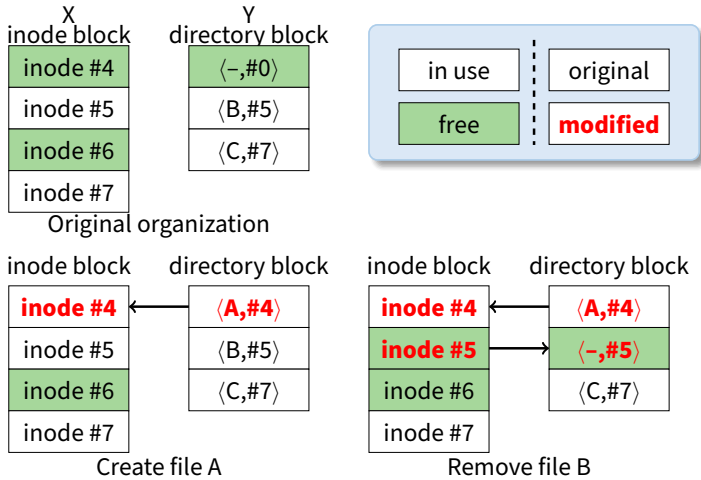 X
inode block
inode #4
inode #5
inode #6
inode #7
Y
directory block
⟨–,#0⟩
⟨B,#5⟩
⟨C,#7⟩
in use
original
free
modified
Original organization
inode block
inode #4
inode #5
inode #6
inode #7
directory block
⟨A,#4⟩
⟨B,#5⟩
⟨C,#7⟩
Create file A
inode block
inode #4
inode #5
inode #6
inode #7
directory block
⟨A,#4⟩
⟨–,#5⟩
⟨C,#7⟩
Remove file B